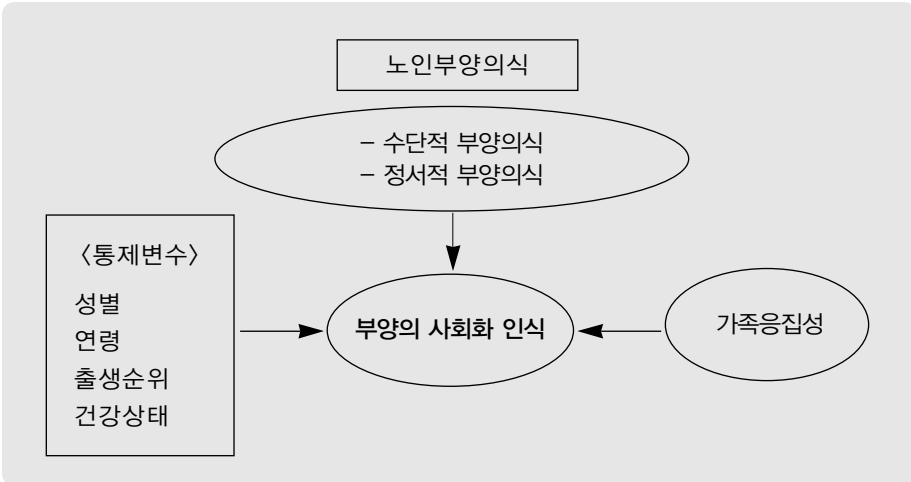 노인부양의식
– 수단적 부양의식
– 정서적 부양의식
〈통제변수〉
성별
연령
출생순위
건강상태
부양의 사회화 인식
가족응집성